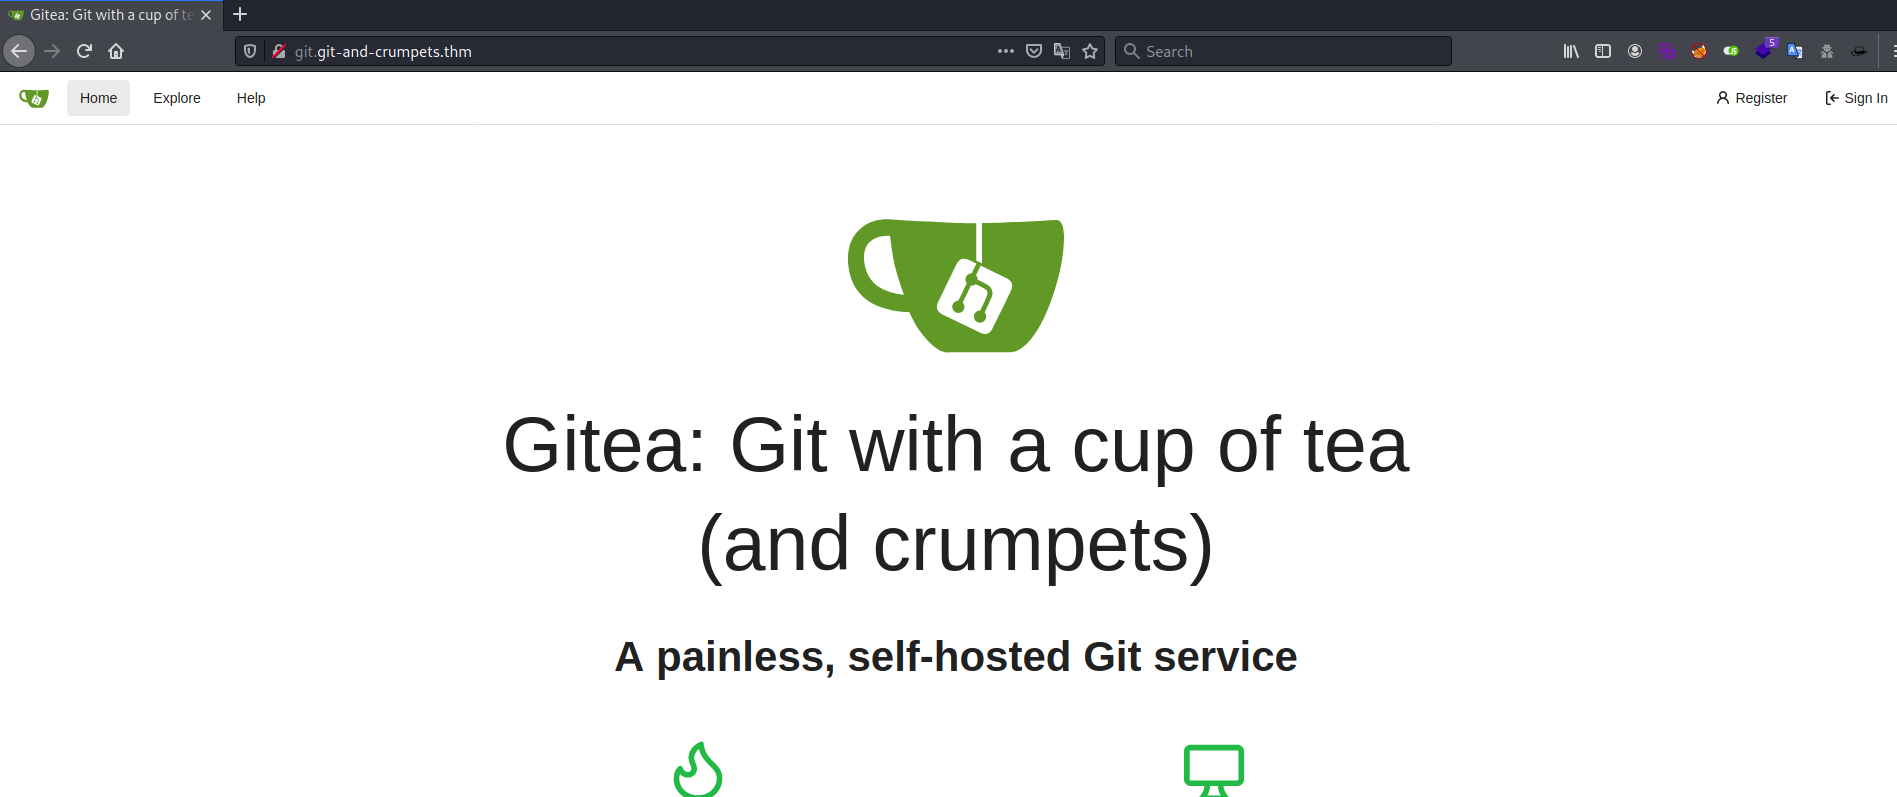 Gitea: Git with a cup of te
git.git-and-crumpets.thm
Search
5
Home Explore Help Register Sign In
Gitea: Git with a cup of tea
(and crumpets)
A painless, self-hosted Git service